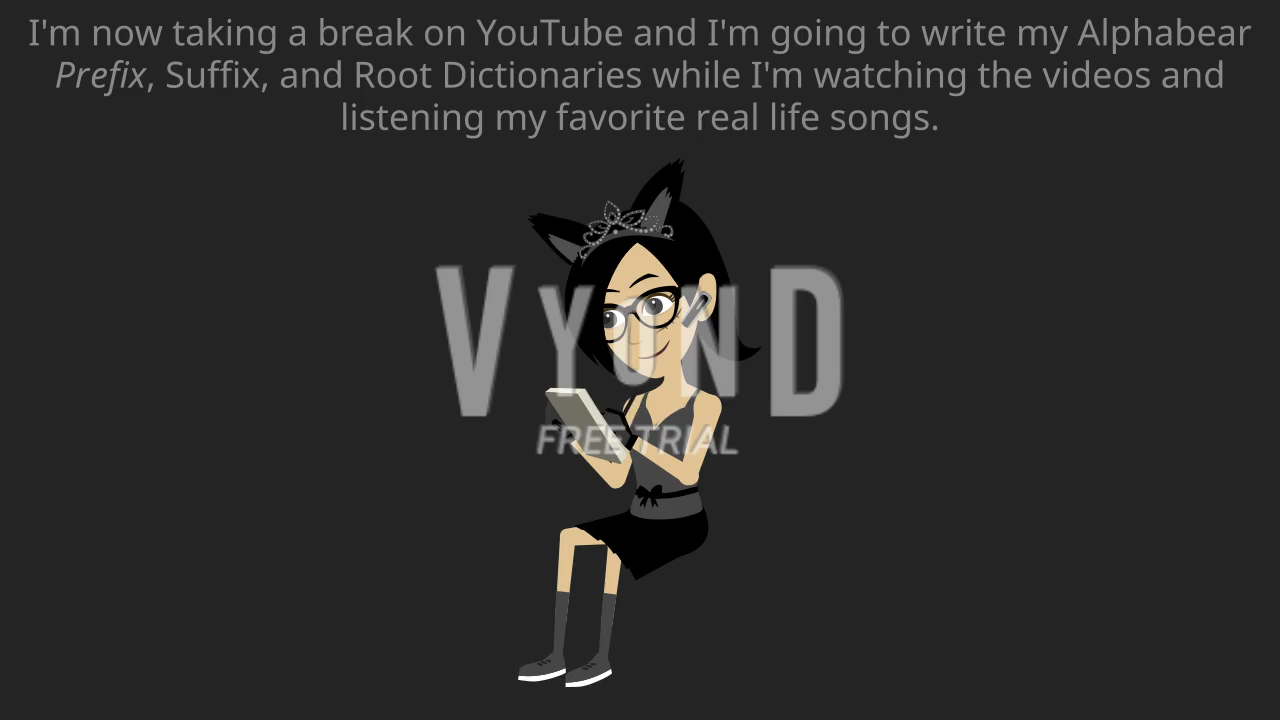 I'm now taking a break on YouTube and I'm going to write my Alphabear
Prefix, Suffix, and Root Dictionaries while I'm watching the videos and
listening my favorite real life songs.
VYOND
FREE TRIAL